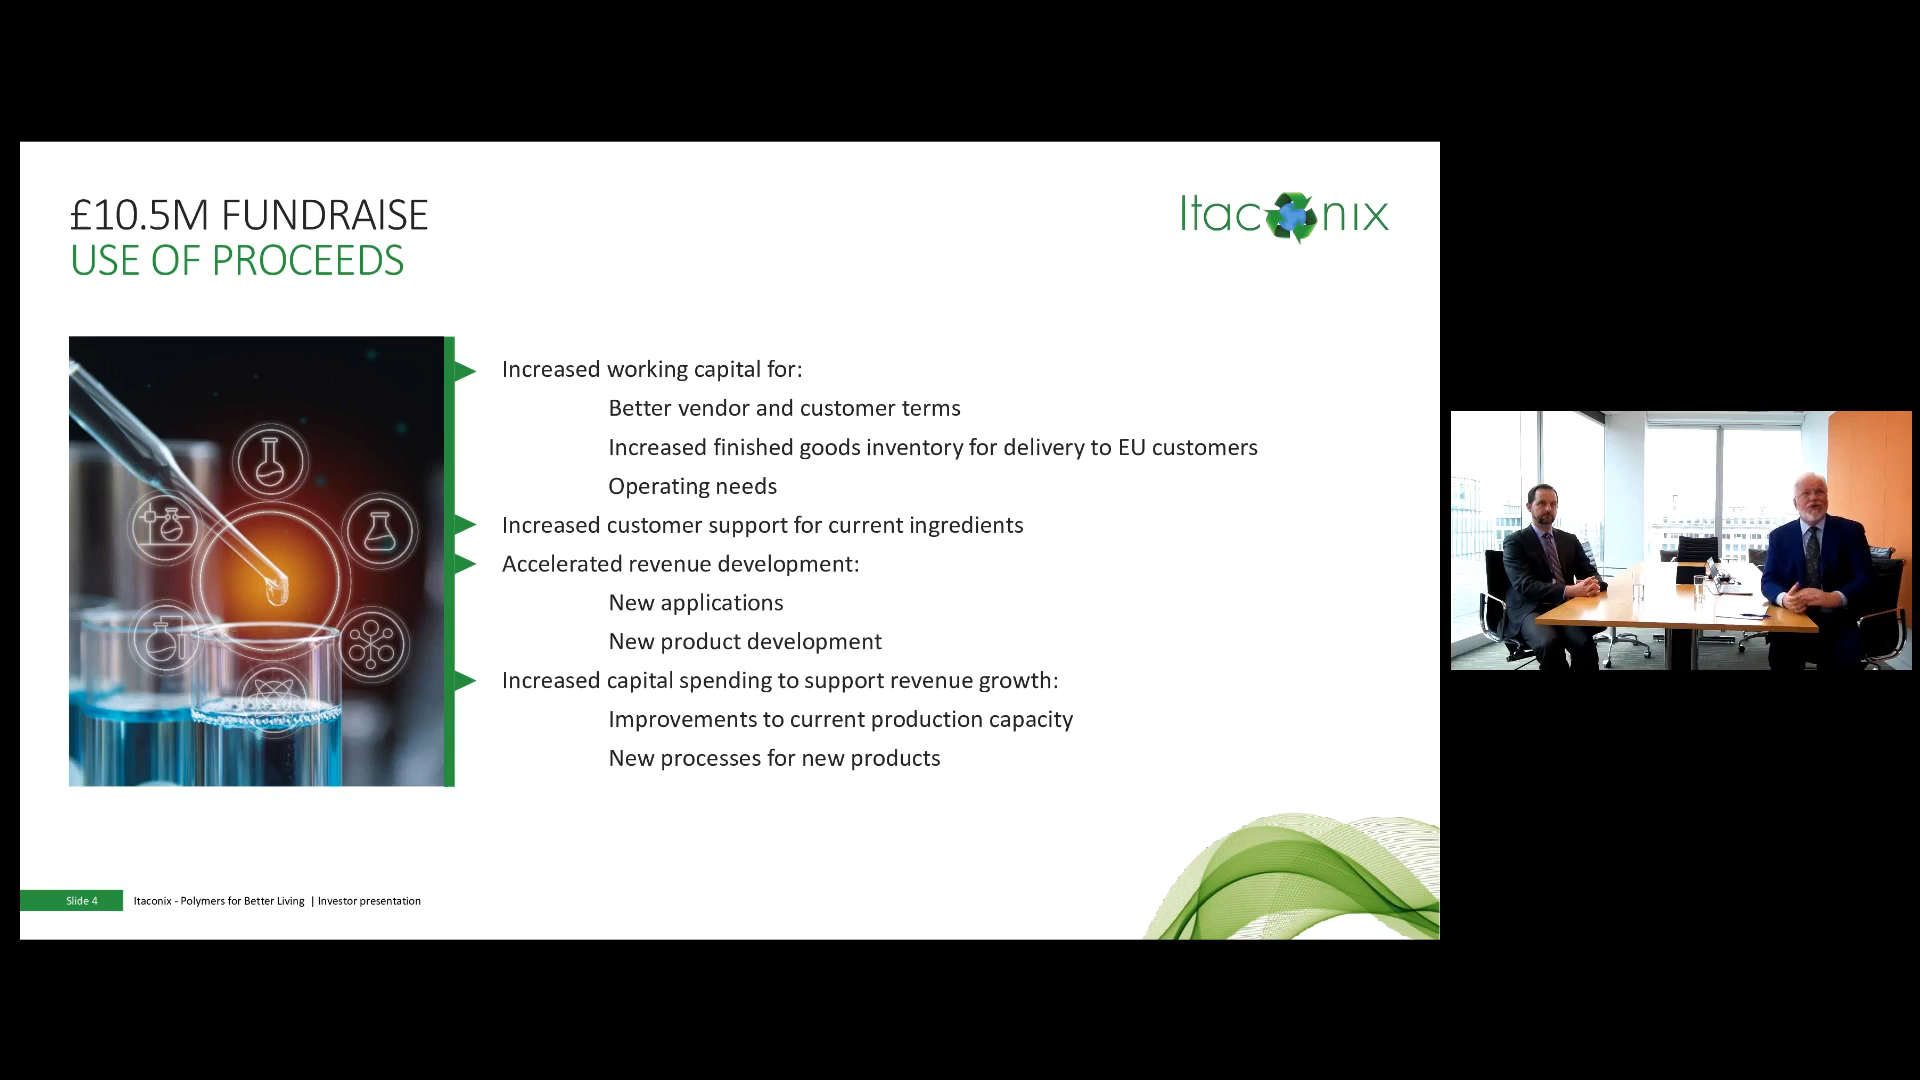 £10.5M FUNDRAISE
USE OF PROCEEDS
Itaconix
Increased working capital for:
Better vendor and customer terms
Increased finished goods inventory for delivery to EU customers
Operating needs
Increased customer support for current ingredients
Accelerated revenue development:
New applications
New product development
Increased capital spending to support revenue growth:
Improvements to current production capacity
New processes for new products
Slide 4
Itaconix - Polymers for Better Living | Investor presentation